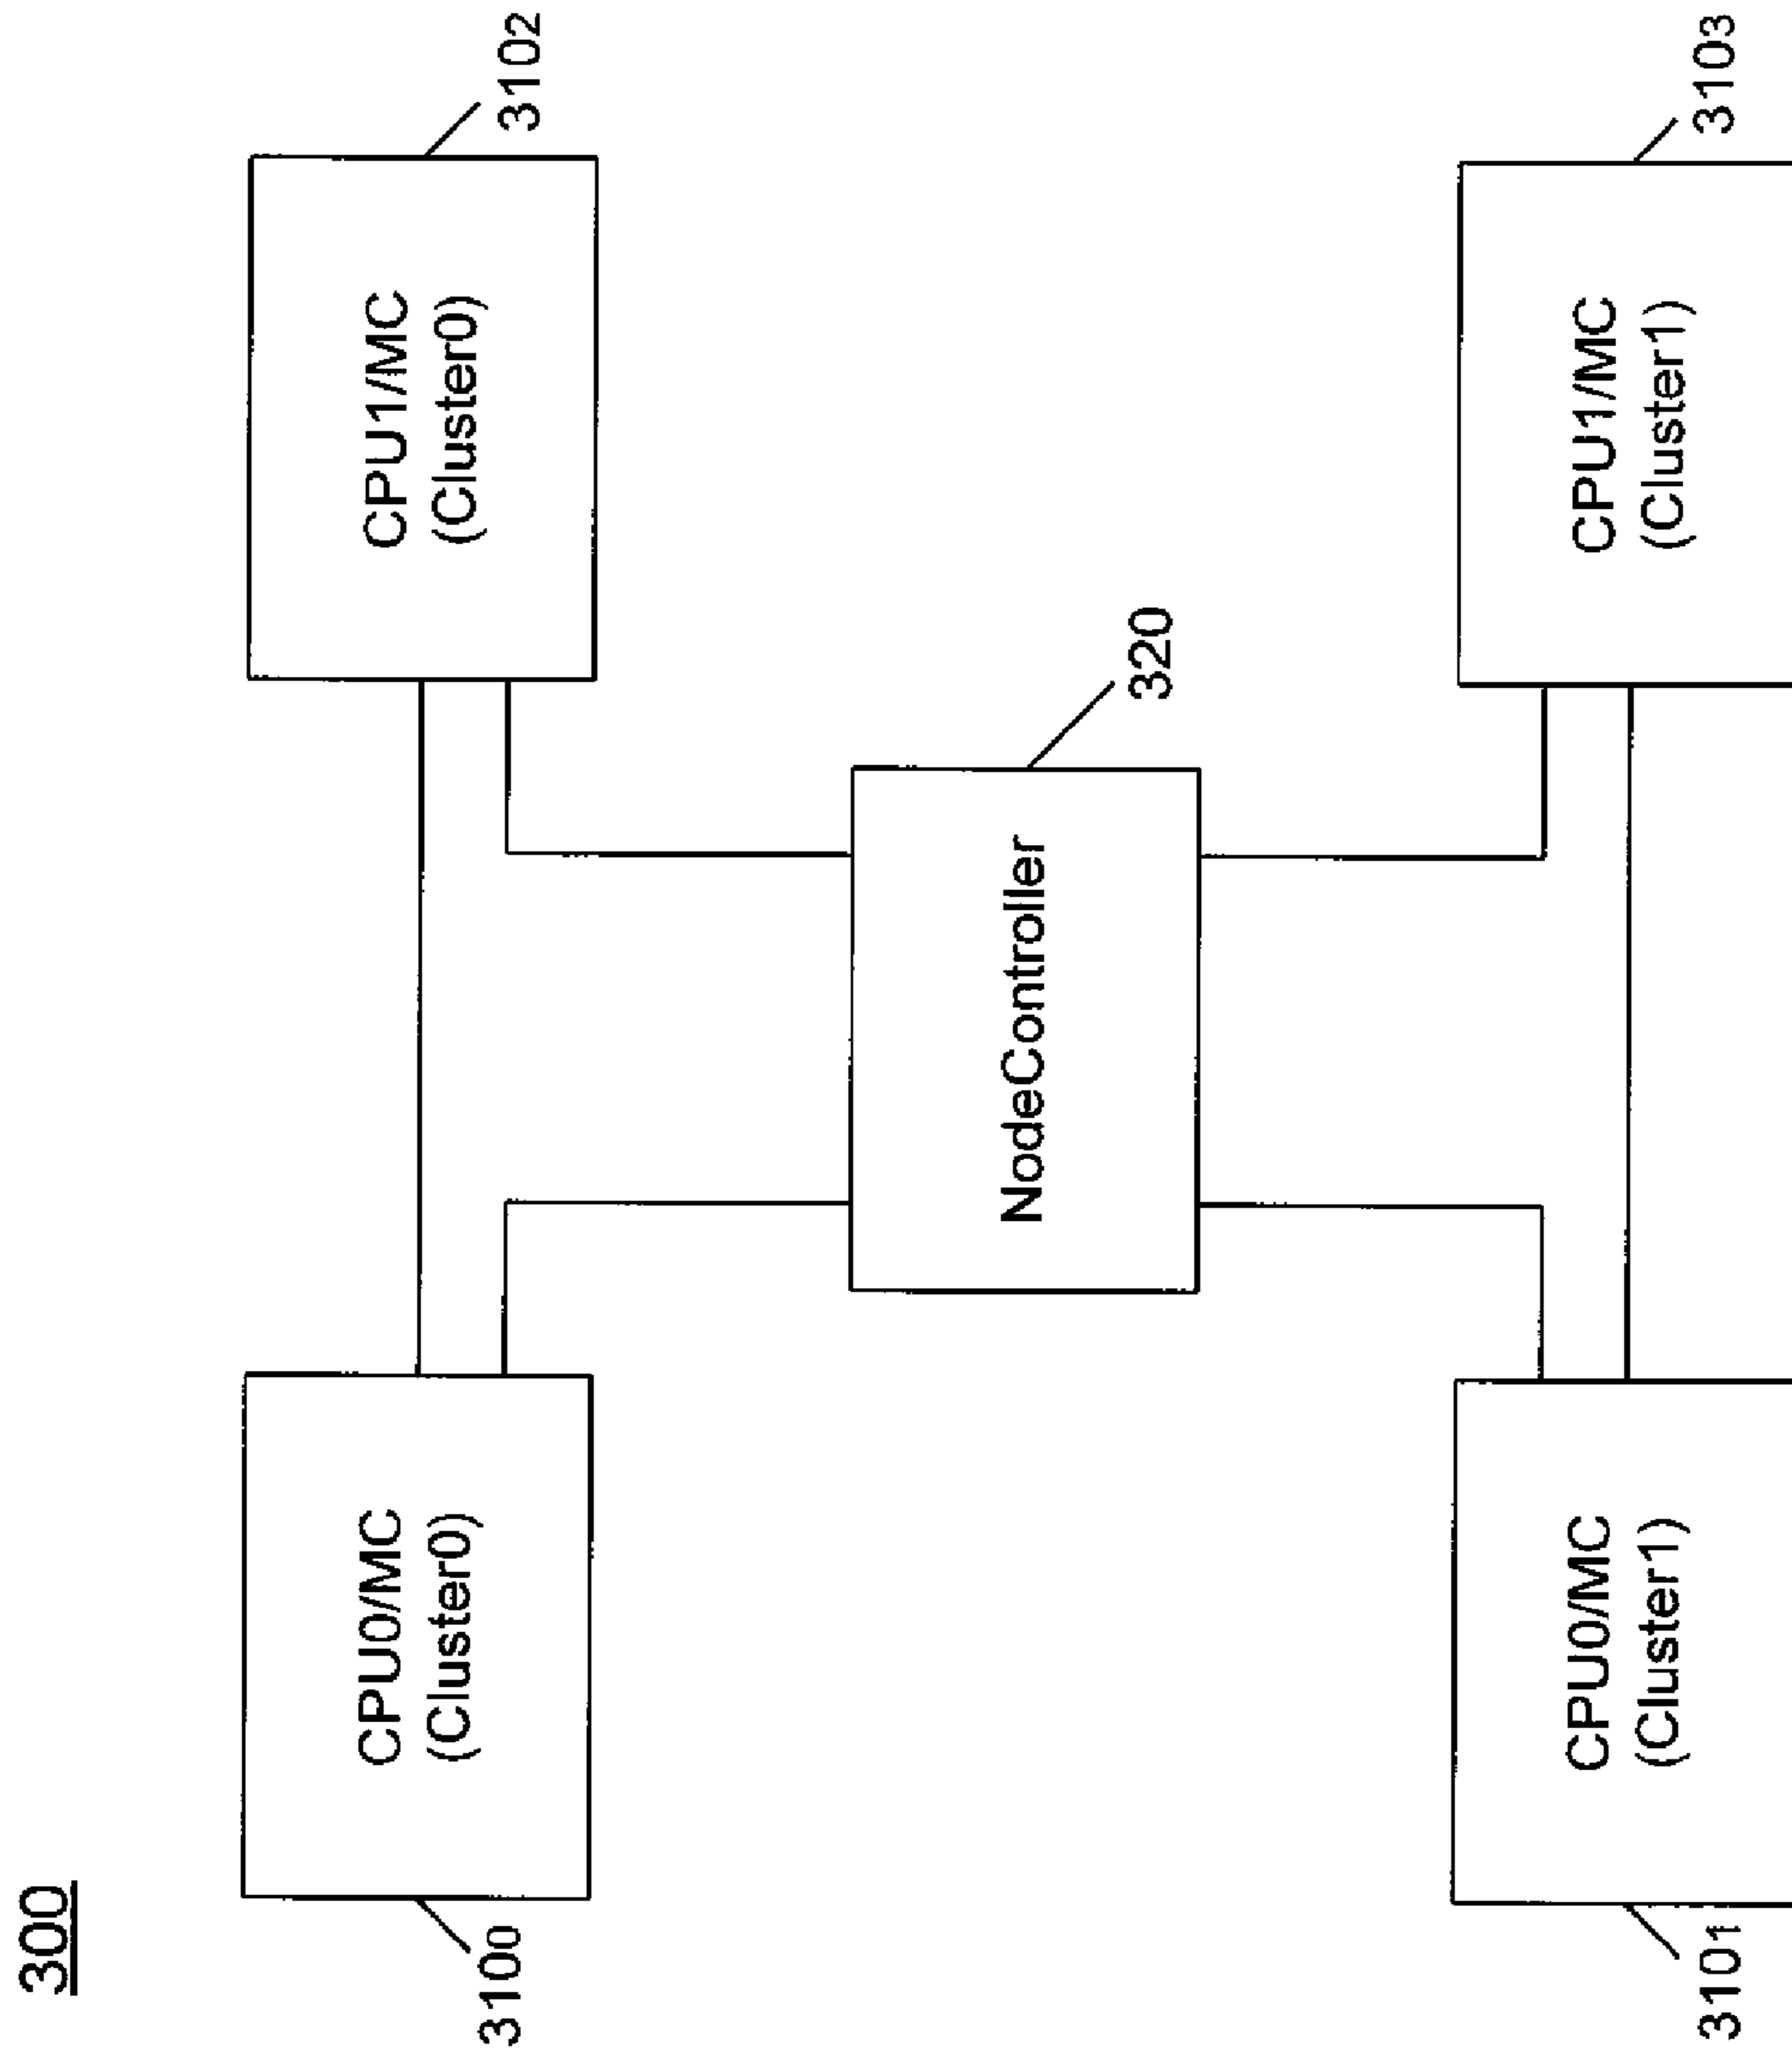 300
310₀
CPU0/MC
(Cluster0)
CPU1/MC
(Cluster0)
310₂
NodeController
320
310₁
CPU0/MC
(Cluster1)
CPU1/MC
(Cluster1)
310₃